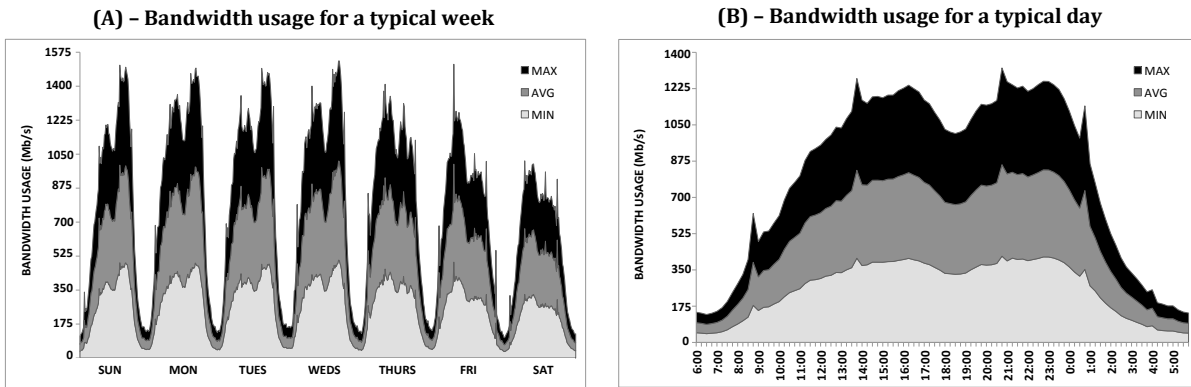 (A) – Bandwidth usage for a typical week
BANDWIDTH USAGE (Mb/s)
1575
1400
1225
1050
875
700
525
350
175
0
MAX
AVG
MIN
SUN MON TUES WEDS THURS FRI SAT
(B) – Bandwidth usage for a typical day
BANDWIDTH USAGE (Mb/s)
1400
1225
1050
875
700
525
350
175
0
MAX
AVG
MIN
6:00 7:00 8:00 9:00 10:00 11:00 12:00 13:00 14:00 15:00 16:00 17:00 18:00 19:00 20:00 21:00 22:00 23:00 0:00 1:00 2:00 3:00 4:00 5:00